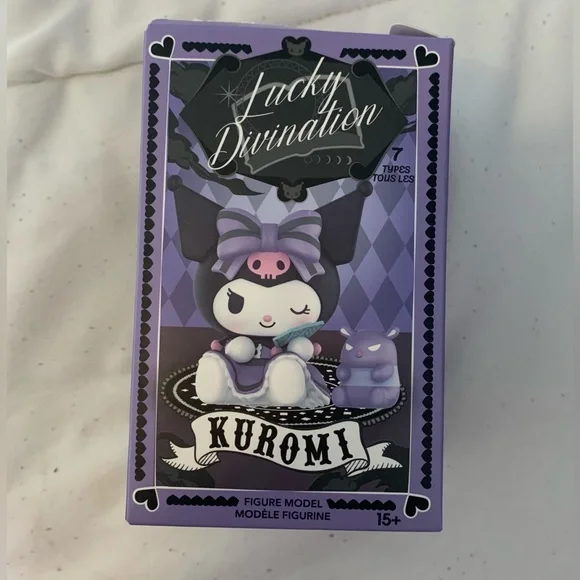 Lucky
Divination
7
TYPES
TOUS LES
KUROMI
FIGURE MODEL
MODÈLE FIGURINE
15+